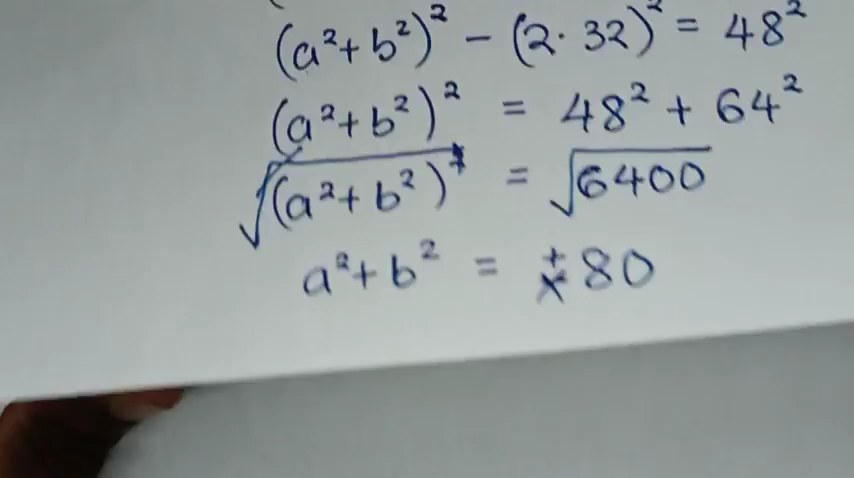 (a²+b²)² - (2·32)² = 48²
(a²+b²)² = 48² + 64²
√(a²+b²)² = √6400
a²+b² = ±80